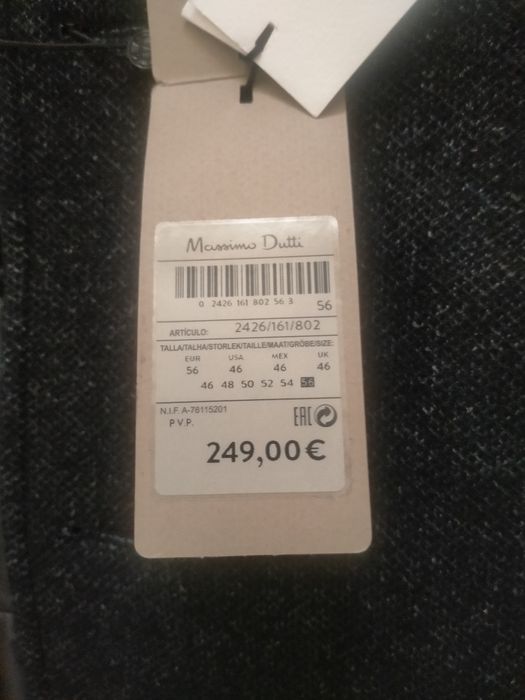 Massimo Dutti
0 2426 161 802 56 3
56
ARTÍCULO: 2426/161/802
TALLA/TALHA/STORLEK/TAILLE/MAAT/GRÖBE/SIZE:
EUR USA MEX UK
56 46 46 46
46 48 50 52 54 56
N.I.F. A-78115201
P.V.P.
EAC
249,00€